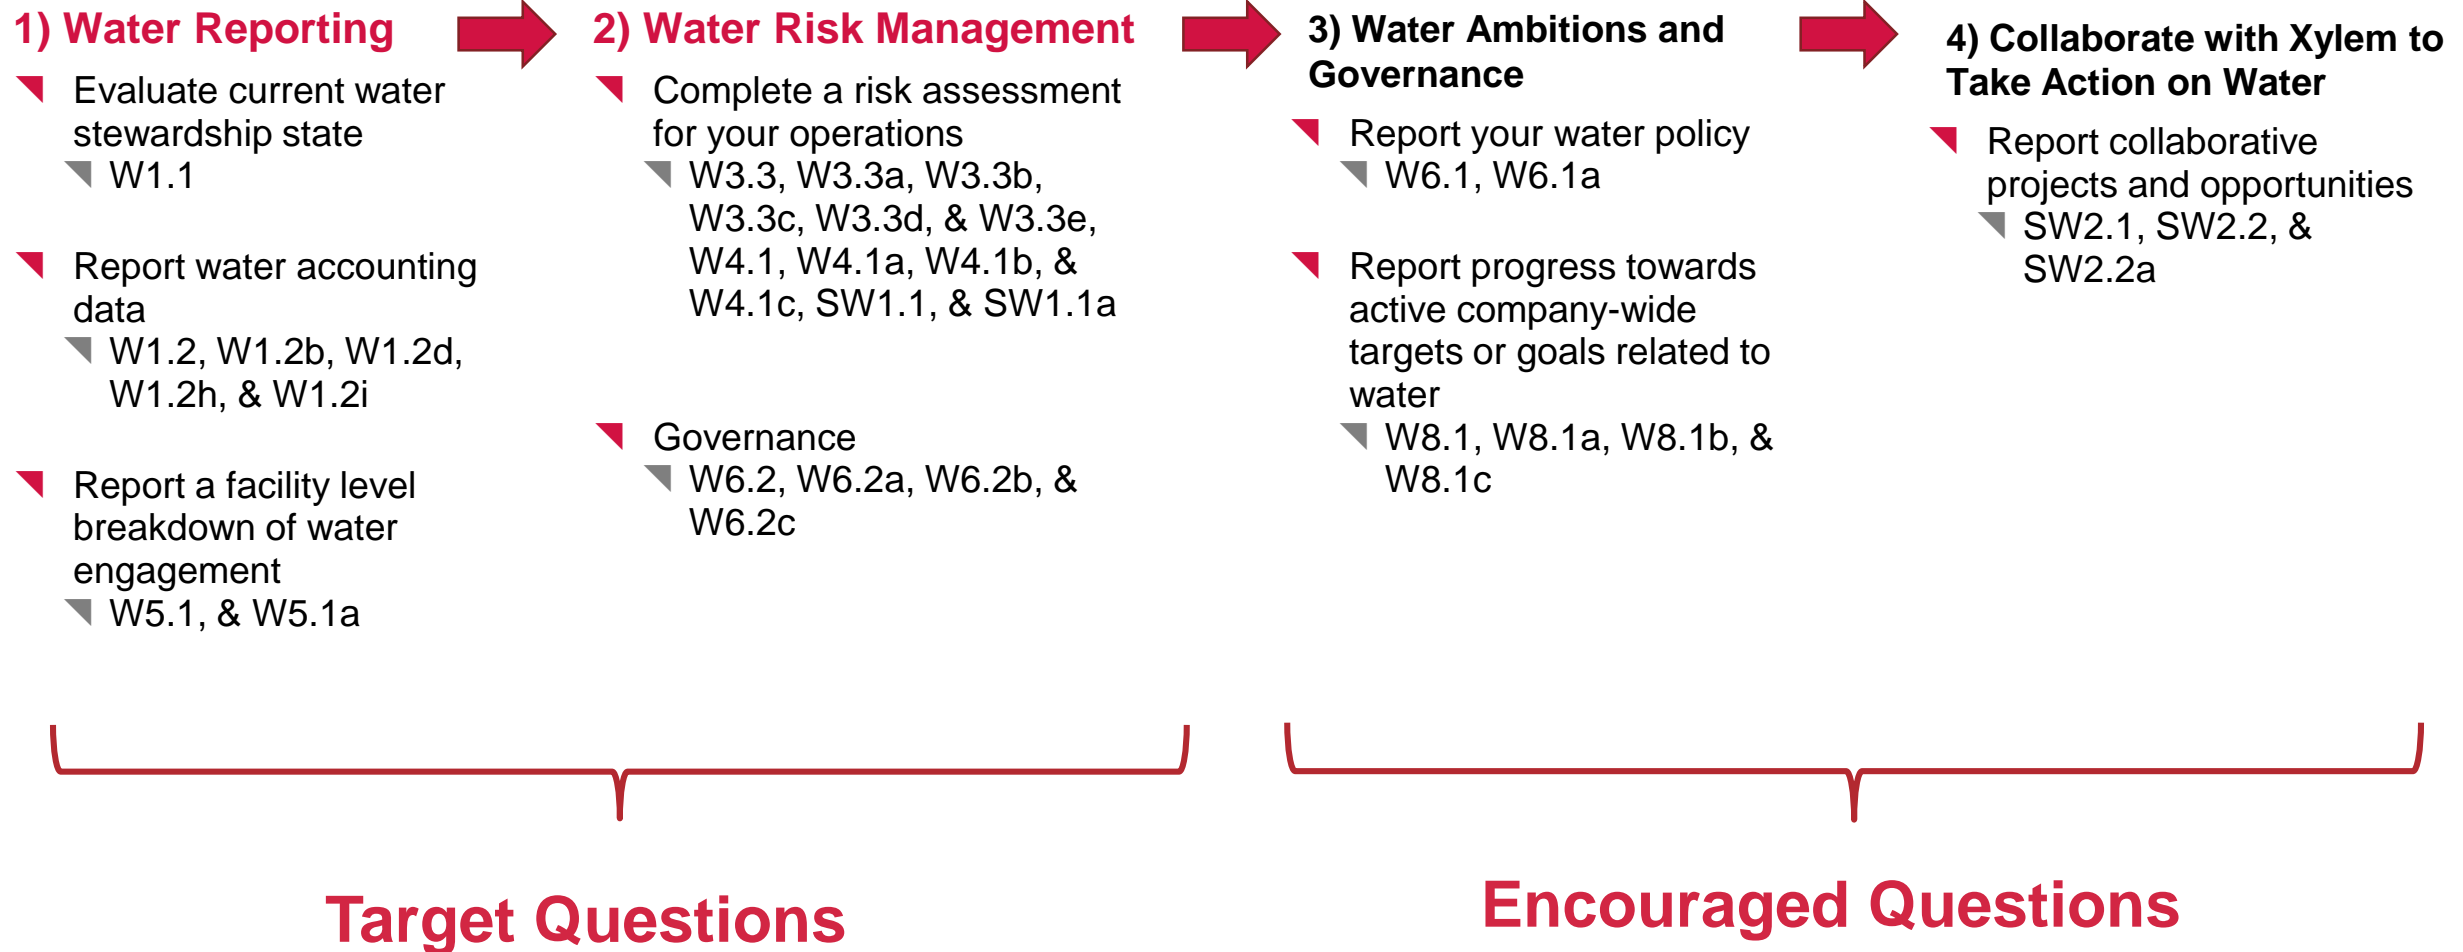 1) Water Reporting
Evaluate current water
stewardship state
W1.1
Report water accounting
data
W1.2, W1.2b, W1.2d,
W1.2h, & W1.2i
Report a facility level
breakdown of water
engagement
W5.1, & W5.1a
2) Water Risk Management
Complete a risk assessment
for your operations
W3.3, W3.3a, W3.3b,
W3.3c, W3.3d, & W3.3e,
W4.1, W4.1a, W4.1b, &
W4.1c, SW1.1, & SW1.1a
Governance
W6.2, W6.2a, W6.2b, &
W6.2c
3) Water Ambitions and
Governance
Report your water policy
W6.1, W6.1a
Report progress towards
active company-wide
targets or goals related to
water
W8.1, W8.1a, W8.1b, &
W8.1c
4) Collaborate with Xylem to
Take Action on Water
Report collaborative
projects and opportunities
SW2.1, SW2.2, &
SW2.2a
Target Questions
Encouraged Questions